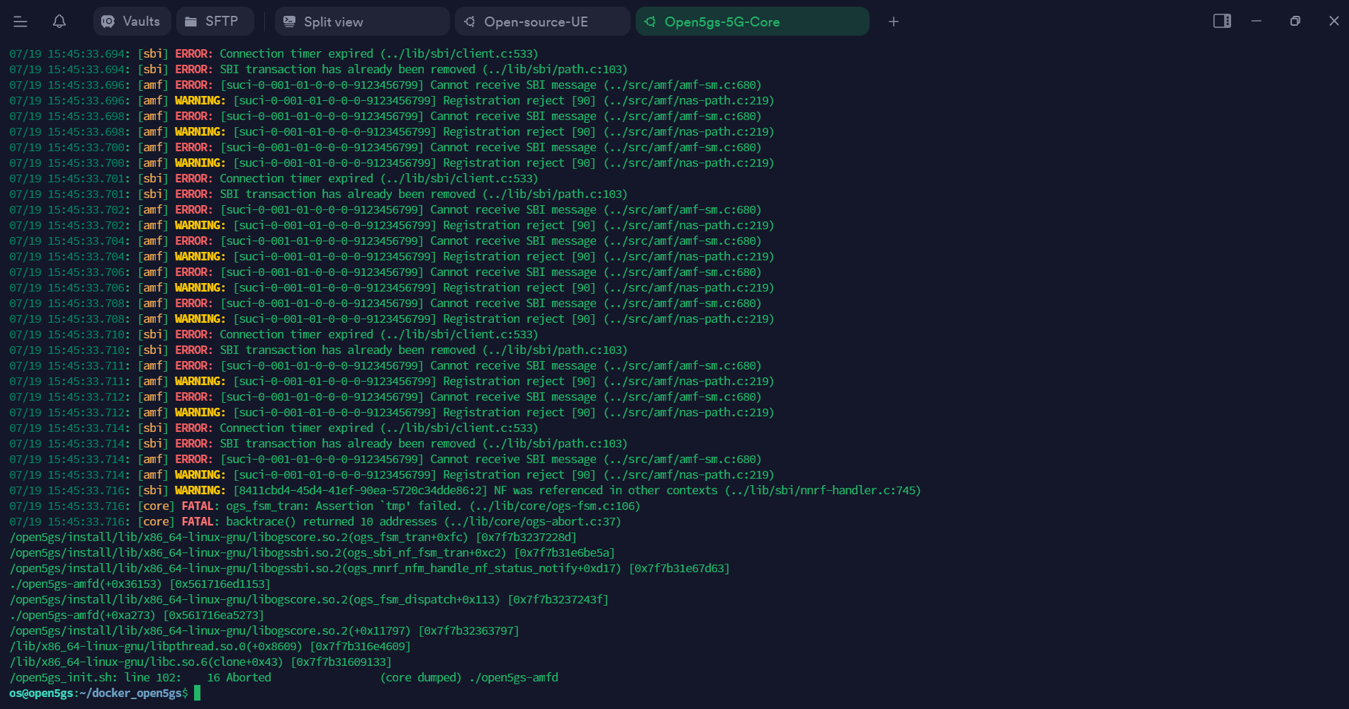 Vaults SFTP Split view Open-source-UE Open5gs-5G-Core
07/19 15:45:33.694: [sbi] ERROR: Connection timer expired (../lib/sbi/client.c:533)
07/19 15:45:33.694: [sbi] ERROR: SBI transaction has already been removed (../lib/sbi/path.c:103)
07/19 15:45:33.696: [amf] ERROR: [suci-0-001-01-0-0-0-9123456799] Cannot receive SBI message (../src/amf/amf-sm.c:680)
07/19 15:45:33.696: [amf] WARNING: [suci-0-001-01-0-0-0-9123456799] Registration reject [90] (../src/amf/nas-path.c:219)
07/19 15:45:33.698: [amf] ERROR: [suci-0-001-01-0-0-0-9123456799] Cannot receive SBI message (../src/amf/amf-sm.c:680)
07/19 15:45:33.698: [amf] WARNING: [suci-0-001-01-0-0-0-9123456799] Registration reject [90] (../src/amf/nas-path.c:219)
07/19 15:45:33.700: [amf] ERROR: [suci-0-001-01-0-0-0-9123456799] Cannot receive SBI message (../src/amf/amf-sm.c:680)
07/19 15:45:33.700: [amf] WARNING: [suci-0-001-01-0-0-0-9123456799] Registration reject [90] (../src/amf/nas-path.c:219)
07/19 15:45:33.701: [sbi] ERROR: Connection timer expired (../lib/sbi/client.c:533)
07/19 15:45:33.701: [sbi] ERROR: SBI transaction has already been removed (../lib/sbi/path.c:103)
07/19 15:45:33.702: [amf] ERROR: [suci-0-001-01-0-0-0-9123456799] Cannot receive SBI message (../src/amf/amf-sm.c:680)
07/19 15:45:33.702: [amf] WARNING: [suci-0-001-01-0-0-0-9123456799] Registration reject [90] (../src/amf/nas-path.c:219)
07/19 15:45:33.704: [amf] ERROR: [suci-0-001-01-0-0-0-9123456799] Cannot receive SBI message (../src/amf/amf-sm.c:680)
07/19 15:45:33.704: [amf] WARNING: [suci-0-001-01-0-0-0-9123456799] Registration reject [90] (../src/amf/nas-path.c:219)
07/19 15:45:33.706: [amf] ERROR: [suci-0-001-01-0-0-0-9123456799] Cannot receive SBI message (../src/amf/amf-sm.c:680)
07/19 15:45:33.706: [amf] WARNING: [suci-0-001-01-0-0-0-9123456799] Registration reject [90] (../src/amf/nas-path.c:219)
07/19 15:45:33.708: [amf] ERROR: [suci-0-001-01-0-0-0-9123456799] Cannot receive SBI message (../src/amf/amf-sm.c:680)
07/19 15:45:33.708: [amf] WARNING: [suci-0-001-01-0-0-0-9123456799] Registration reject [90] (../src/amf/nas-path.c:219)
07/19 15:45:33.710: [sbi] ERROR: Connection timer expired (../lib/sbi/client.c:533)
07/19 15:45:33.710: [sbi] ERROR: SBI transaction has already been removed (../lib/sbi/path.c:103)
07/19 15:45:33.711: [amf] ERROR: [suci-0-001-01-0-0-0-9123456799] Cannot receive SBI message (../src/amf/amf-sm.c:680)
07/19 15:45:33.711: [amf] WARNING: [suci-0-001-01-0-0-0-9123456799] Registration reject [90] (../src/amf/nas-path.c:219)
07/19 15:45:33.712: [amf] ERROR: [suci-0-001-01-0-0-0-9123456799] Cannot receive SBI message (../src/amf/amf-sm.c:680)
07/19 15:45:33.712: [amf] WARNING: [suci-0-001-01-0-0-0-9123456799] Registration reject [90] (../src/amf/nas-path.c:219)
07/19 15:45:33.714: [sbi] ERROR: Connection timer expired (../lib/sbi/client.c:533)
07/19 15:45:33.714: [sbi] ERROR: SBI transaction has already been removed (../lib/sbi/path.c:103)
07/19 15:45:33.714: [amf] ERROR: [suci-0-001-01-0-0-0-9123456799] Cannot receive SBI message (../src/amf/amf-sm.c:680)
07/19 15:45:33.714: [amf] WARNING: [suci-0-001-01-0-0-0-9123456799] Registration reject [90] (../src/amf/nas-path.c:219)
07/19 15:45:33.716: [sbi] WARNING: [8411cbd4-45d4-41ef-90ea-5720c34dde86:2] NF was referenced in other contexts (../lib/sbi/nnrf-handler.c:745)
07/19 15:45:33.716: [core] FATAL: ogs_fsm_tran: Assertion `tmp' failed. (../lib/core/ogs-fsm.c:106)
07/19 15:45:33.716: [core] FATAL: backtrace() returned 10 addresses (../lib/core/ogs-abort.c:37)
/open5gs/install/lib/x86_64-linux-gnu/libogscore.so.2(ogs_fsm_tran+0xfc) [0x7f7b3237228d]
/open5gs/install/lib/x86_64-linux-gnu/libogssbi.so.2(ogs_sbi_nf_fsm_tran+0xc2) [0x7f7b31e6be5a]
/open5gs/install/lib/x86_64-linux-gnu/libogssbi.so.2(ogs_nnrf_nfm_handle_nf_status_notify+0xd17) [0x7f7b31e67d63]
./open5gs-amfd(+0x36153) [0x561716ed1153]
/open5gs/install/lib/x86_64-linux-gnu/libogscore.so.2(ogs_fsm_dispatch+0x113) [0x7f7b3237243f]
./open5gs-amfd(+0xa273) [0x561716ea5273]
/open5gs/install/lib/x86_64-linux-gnu/libogscore.so.2(+0x11797) [0x7f7b32363797]
/lib/x86_64-linux-gnu/libpthread.so.0(+0x8609) [0x7f7b316e4609]
/lib/x86_64-linux-gnu/libc.so.6(clone+0x43) [0x7f7b31609133]
/open5gs_init.sh: line 102:    16 Aborted                 (core dumped) ./open5gs-amfd
os@open5gs:~/docker_open5gs$